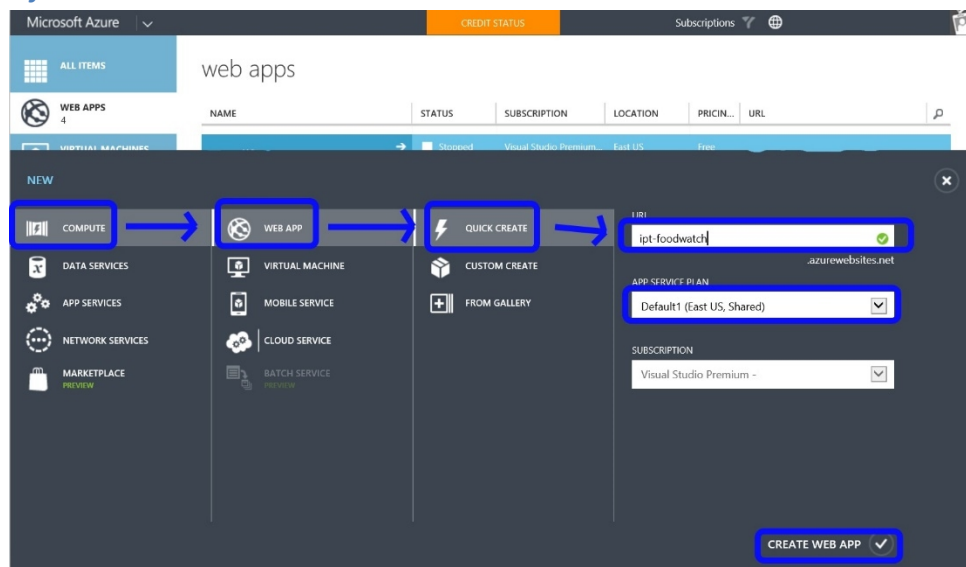 Microsoft Azure
CREDIT STATUS
Subscriptions
ALL ITEMS
web apps
WEB APPS
4
NAME STATUS SUBSCRIPTION LOCATION PRICIN... URL
VIRTUAL MACHINES
Stopped Visual Studio Premium... East US Free
NEW
COMPUTE
DATA SERVICES
APP SERVICES
NETWORK SERVICES
MARKETPLACE
PREVIEW
WEB APP
VIRTUAL MACHINE
MOBILE SERVICE
CLOUD SERVICE
BATCH SERVICE
PREVIEW
QUICK CREATE
CUSTOM CREATE
FROM GALLERY
URL
ipt-foodwatch
.azurewebsites.net
APP SERVICE PLAN
Default1 (East US, Shared)
SUBSCRIPTION
Visual Studio Premium -
CREATE WEB APP